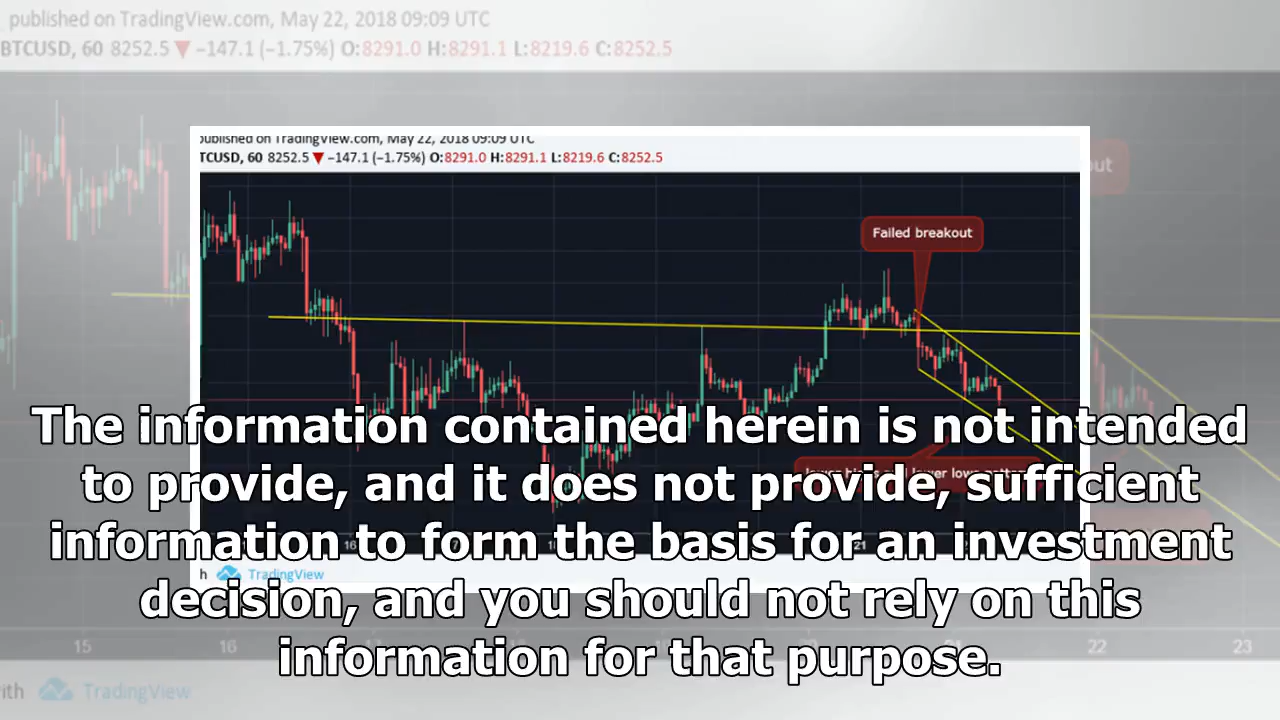 published on TradingView.com, May 22, 2018 09:09 UTC
BTCUSD, 60 8252.5 ▼ −147.1 (−1.75%) O:8291.0 H:8291.1 L:8219.6 C:8252.5
published on TradingView.com, May 22, 2018 09:09 UTC
TCUSD, 60 8252.5 ▼ −147.1 (−1.75%) O:8291.0 H:8291.1 L:8219.6 C:8252.5
out
Failed breakout
The information contained herein is not intended
to provide, and it does not provide, sufficient
information to form the basis for an investment
decision, and you should not rely on this
information for that purpose.
h TradingView
15 16 22 23
ith TradingView